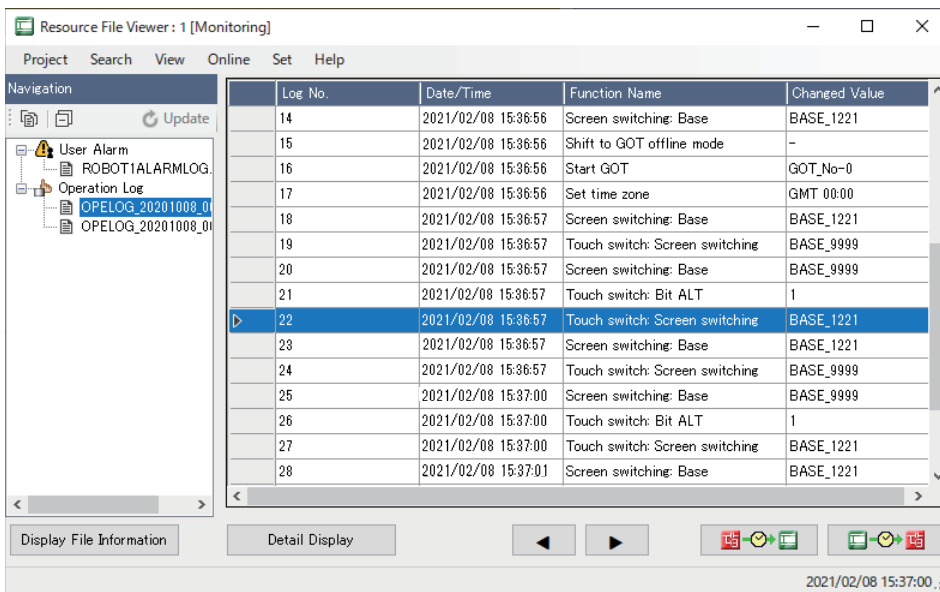 Resource File Viewer : 1 [Monitoring]
Project Search View Online Set Help
Navigation
Update
User Alarm
ROBOT1ALARMLOG.
Operation Log
OPELOG_20201008_0
OPELOG_20201008_0
Log No. Date/Time Function Name Changed Value
14 2021/02/08 15:36:56 Screen switching: Base BASE_1221
15 2021/02/08 15:36:56 Shift to GOT offline mode -
16 2021/02/08 15:36:56 Start GOT GOT_No-0
17 2021/02/08 15:36:56 Set time zone GMT 00:00
18 2021/02/08 15:36:57 Screen switching: Base BASE_1221
19 2021/02/08 15:36:57 Touch switch: Screen switching BASE_9999
20 2021/02/08 15:36:57 Screen switching: Base BASE_9999
21 2021/02/08 15:36:57 Touch switch: Bit ALT 1
22 2021/02/08 15:36:57 Touch switch: Screen switching BASE_1221
23 2021/02/08 15:36:57 Screen switching: Base BASE_1221
24 2021/02/08 15:36:57 Touch switch: Screen switching BASE_9999
25 2021/02/08 15:37:00 Screen switching: Base BASE_9999
26 2021/02/08 15:37:00 Touch switch: Bit ALT 1
27 2021/02/08 15:37:00 Touch switch: Screen switching BASE_1221
28 2021/02/08 15:37:01 Screen switching: Base BASE_1221
Display File Information Detail Display
2021/02/08 15:37:00